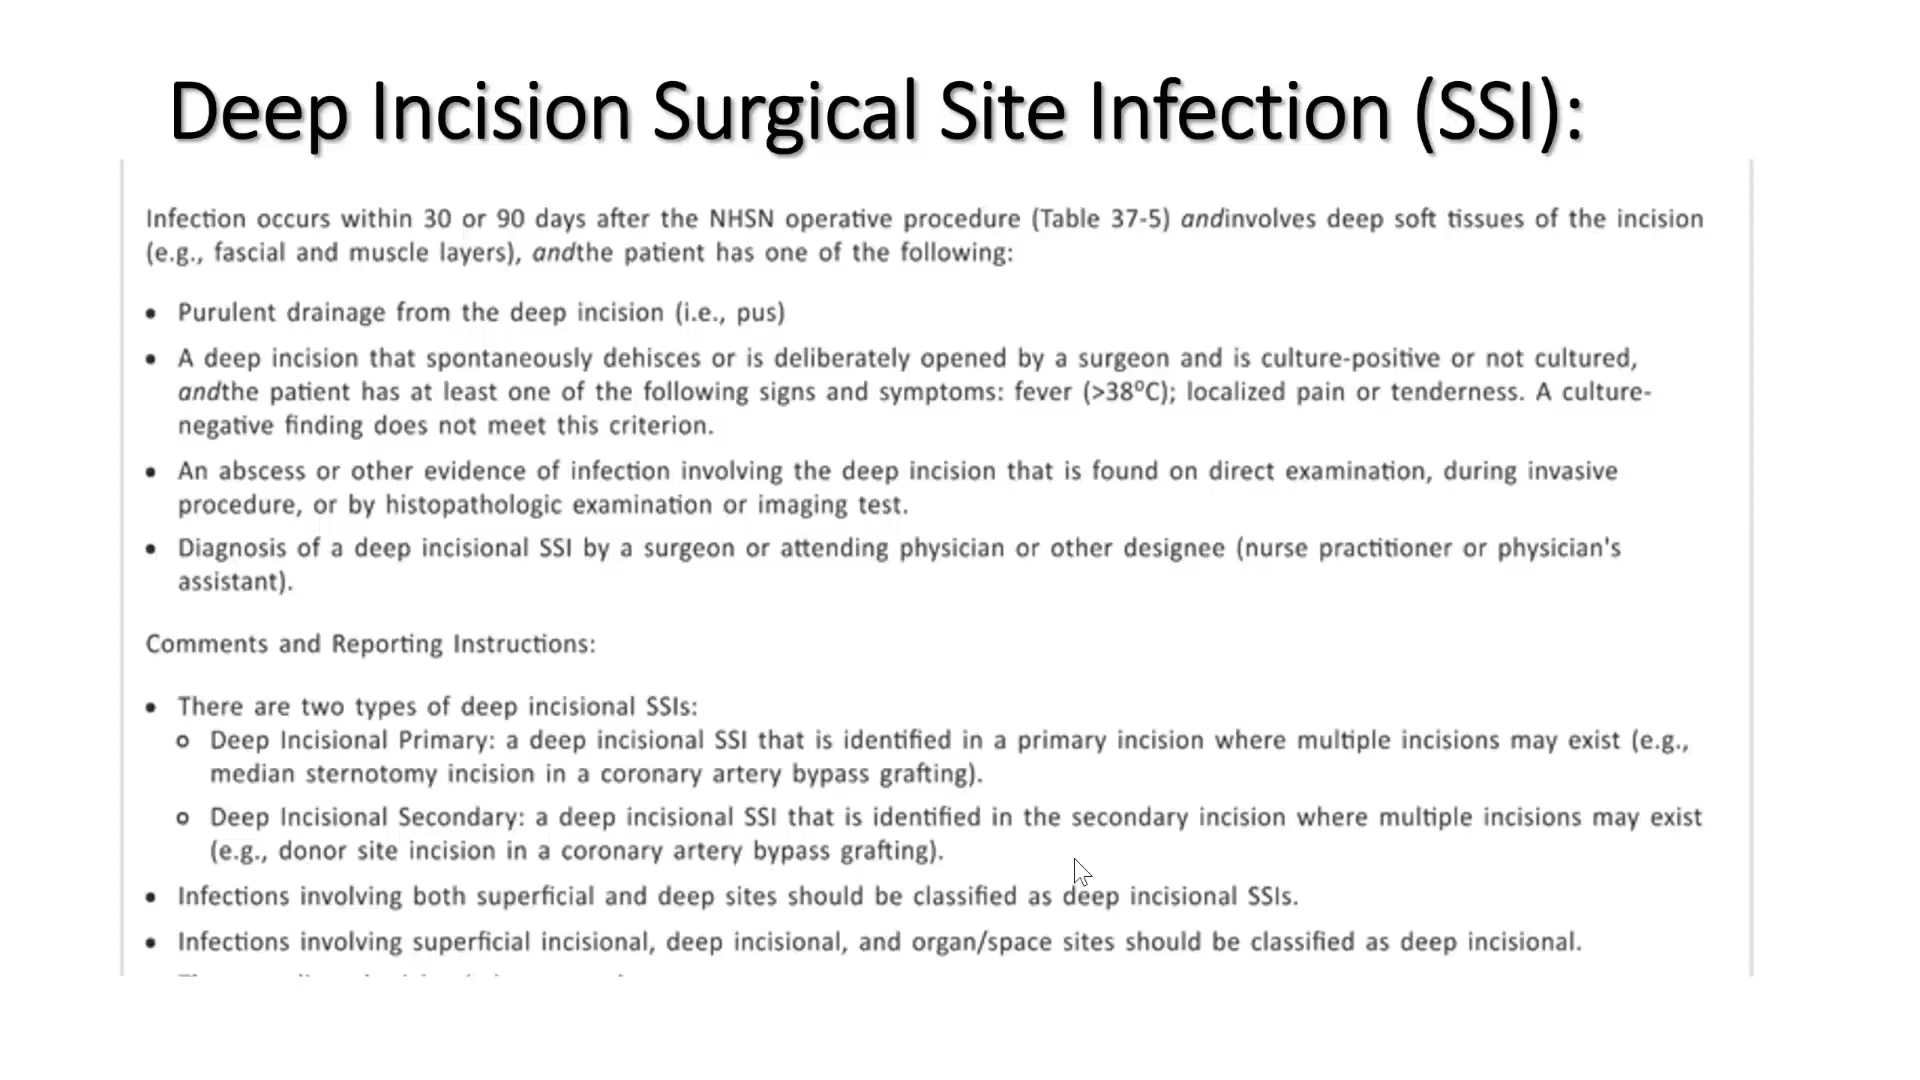 Deep Incision Surgical Site Infection (SSI):
Infection occurs within 30 or 90 days after the NHSN operative procedure (Table 37-5) andinvolves deep soft tissues of the incision
(e.g., fascial and muscle layers), andthe patient has one of the following:
• Purulent drainage from the deep incision (i.e., pus)
• A deep incision that spontaneously dehisces or is deliberately opened by a surgeon and is culture-positive or not cultured,
andthe patient has at least one of the following signs and symptoms: fever (>38ºC); localized pain or tenderness. A culture-
negative finding does not meet this criterion.
• An abscess or other evidence of infection involving the deep incision that is found on direct examination, during invasive
procedure, or by histopathologic examination or imaging test.
• Diagnosis of a deep incisional SSI by a surgeon or attending physician or other designee (nurse practitioner or physician's
assistant).
Comments and Reporting Instructions:
• There are two types of deep incisional SSIs:
o Deep Incisional Primary: a deep incisional SSI that is identified in a primary incision where multiple incisions may exist (e.g.,
median sternotomy incision in a coronary artery bypass grafting).
o Deep Incisional Secondary: a deep incisional SSI that is identified in the secondary incision where multiple incisions may exist
(e.g., donor site incision in a coronary artery bypass grafting).
• Infections involving both superficial and deep sites should be classified as deep incisional SSIs.
• Infections involving superficial incisional, deep incisional, and organ/space sites should be classified as deep incisional.